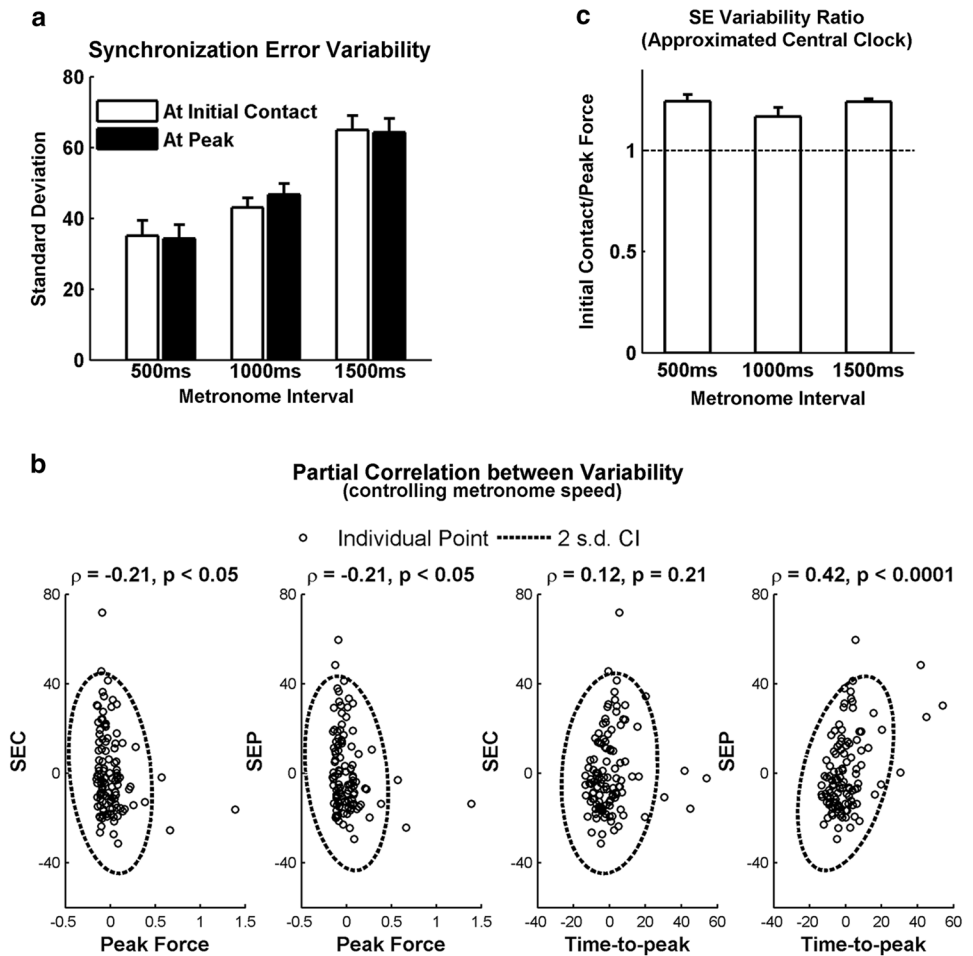 a
Synchronization Error Variability
80
60
40
20
0
Standard Deviation
At Initial Contact
At Peak
500ms
1000ms
1500ms
Metronome Interval
c
SE Variability Ratio
(Approximated Central Clock)
Initial Contact/Peak Force
1
0.5
0
500ms
1000ms
1500ms
Metronome Interval
b
Partial Correlation between Variability
(controlling metronome speed)
Individual Point
2 s.d. CI
ρ = -0.21, p < 0.05
80
40
0
-40
SEC
-0.5
0
0.5
1
1.5
Peak Force
ρ = -0.21, p < 0.05
80
40
0
-40
SEP
-0.5
0
0.5
1
1.5
Peak Force
ρ = 0.12, p = 0.21
80
40
0
-40
SEC
-40
-20
0
20
40
60
Time-to-peak
ρ = 0.42, p < 0.0001
80
40
0
-40
SEP
-40
-20
0
20
40
60
Time-to-peak